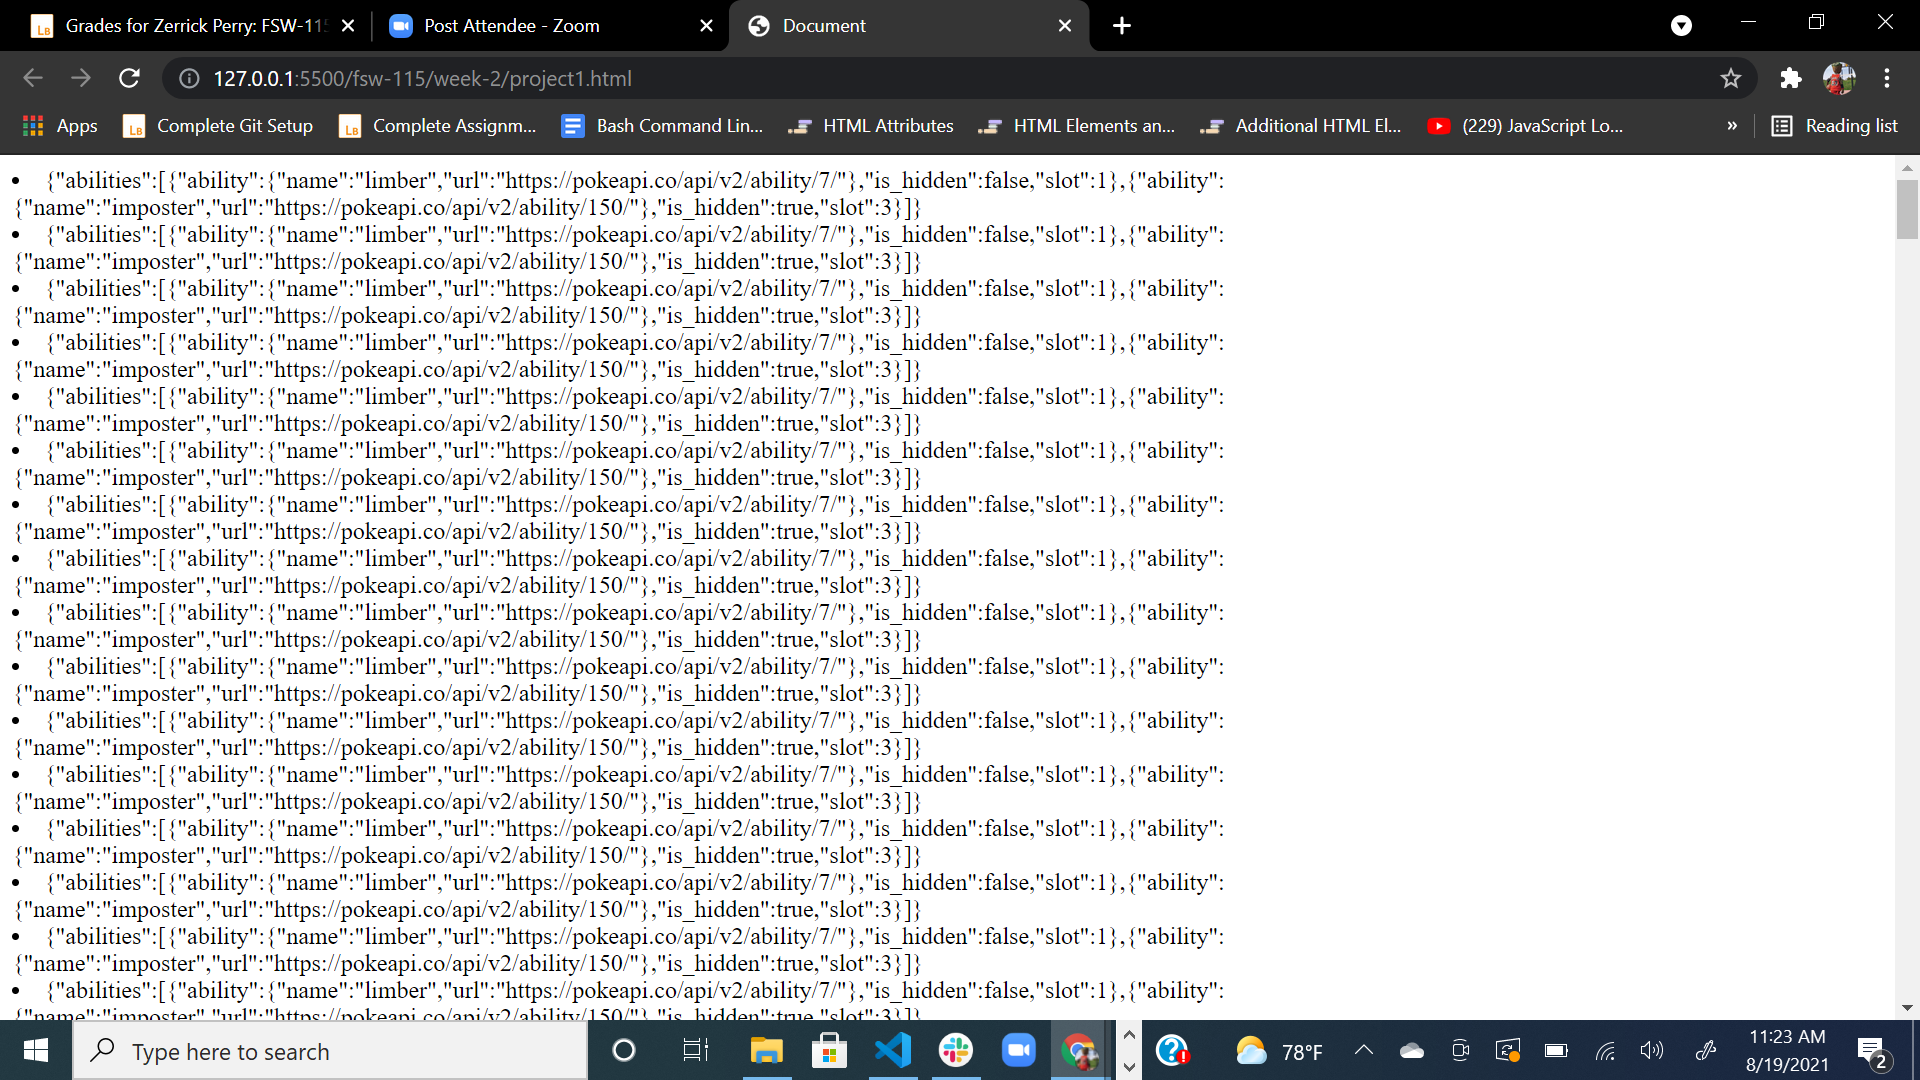 Grades for Zerrick Perry: FSW-115
Post Attendee - Zoom
Document
127.0.0.1:5500/fsw-115/week-2/project1.html
Apps
Complete Git Setup
Complete Assignm...
Bash Command Lin...
HTML Attributes
HTML Elements an...
Additional HTML El...
(229) JavaScript Lo...
»
Reading list
• {"abilities":[{"ability":{"name":"limber","url":"https://pokeapi.co/api/v2/ability/7/"},"is_hidden":false,"slot":1},{"ability":
{"name":"imposter","url":"https://pokeapi.co/api/v2/ability/150/"},"is_hidden":true,"slot":3}]}
• {"abilities":[{"ability":{"name":"limber","url":"https://pokeapi.co/api/v2/ability/7/"},"is_hidden":false,"slot":1},{"ability":
{"name":"imposter","url":"https://pokeapi.co/api/v2/ability/150/"},"is_hidden":true,"slot":3}]}
• {"abilities":[{"ability":{"name":"limber","url":"https://pokeapi.co/api/v2/ability/7/"},"is_hidden":false,"slot":1},{"ability":
{"name":"imposter","url":"https://pokeapi.co/api/v2/ability/150/"},"is_hidden":true,"slot":3}]}
• {"abilities":[{"ability":{"name":"limber","url":"https://pokeapi.co/api/v2/ability/7/"},"is_hidden":false,"slot":1},{"ability":
{"name":"imposter","url":"https://pokeapi.co/api/v2/ability/150/"},"is_hidden":true,"slot":3}]}
• {"abilities":[{"ability":{"name":"limber","url":"https://pokeapi.co/api/v2/ability/7/"},"is_hidden":false,"slot":1},{"ability":
{"name":"imposter","url":"https://pokeapi.co/api/v2/ability/150/"},"is_hidden":true,"slot":3}]}
• {"abilities":[{"ability":{"name":"limber","url":"https://pokeapi.co/api/v2/ability/7/"},"is_hidden":false,"slot":1},{"ability":
{"name":"imposter","url":"https://pokeapi.co/api/v2/ability/150/"},"is_hidden":true,"slot":3}]}
• {"abilities":[{"ability":{"name":"limber","url":"https://pokeapi.co/api/v2/ability/7/"},"is_hidden":false,"slot":1},{"ability":
{"name":"imposter","url":"https://pokeapi.co/api/v2/ability/150/"},"is_hidden":true,"slot":3}]}
• {"abilities":[{"ability":{"name":"limber","url":"https://pokeapi.co/api/v2/ability/7/"},"is_hidden":false,"slot":1},{"ability":
{"name":"imposter","url":"https://pokeapi.co/api/v2/ability/150/"},"is_hidden":true,"slot":3}]}
• {"abilities":[{"ability":{"name":"limber","url":"https://pokeapi.co/api/v2/ability/7/"},"is_hidden":false,"slot":1},{"ability":
{"name":"imposter","url":"https://pokeapi.co/api/v2/ability/150/"},"is_hidden":true,"slot":3}]}
• {"abilities":[{"ability":{"name":"limber","url":"https://pokeapi.co/api/v2/ability/7/"},"is_hidden":false,"slot":1},{"ability":
{"name":"imposter","url":"https://pokeapi.co/api/v2/ability/150/"},"is_hidden":true,"slot":3}]}
• {"abilities":[{"ability":{"name":"limber","url":"https://pokeapi.co/api/v2/ability/7/"},"is_hidden":false,"slot":1},{"ability":
{"name":"imposter","url":"https://pokeapi.co/api/v2/ability/150/"},"is_hidden":true,"slot":3}]}
• {"abilities":[{"ability":{"name":"limber","url":"https://pokeapi.co/api/v2/ability/7/"},"is_hidden":false,"slot":1},{"ability":
{"name":"imposter","url":"https://pokeapi.co/api/v2/ability/150/"},"is_hidden":true,"slot":3}]}
• {"abilities":[{"ability":{"name":"limber","url":"https://pokeapi.co/api/v2/ability/7/"},"is_hidden":false,"slot":1},{"ability":
{"name":"imposter","url":"https://pokeapi.co/api/v2/ability/150/"},"is_hidden":true,"slot":3}]}
• {"abilities":[{"ability":{"name":"limber","url":"https://pokeapi.co/api/v2/ability/7/"},"is_hidden":false,"slot":1},{"ability":
{"name":"imposter","url":"https://pokeapi.co/api/v2/ability/150/"},"is_hidden":true,"slot":3}]}
• {"abilities":[{"ability":{"name":"limber","url":"https://pokeapi.co/api/v2/ability/7/"},"is_hidden":false,"slot":1},{"ability":
{"name":"imposter","url":"https://pokeapi.co/api/v2/ability/150/"},"is_hidden":true,"slot":3}]}
• {"abilities":[{"ability":{"name":"limber","url":"https://pokeapi.co/api/v2/ability/7/"},"is_hidden":false,"slot":1},{"ability":
{"name":"imposter","url":"https://pokeapi.co/api/v2/ability/150/"},"is_hidden":true,"slot":3}]}
Type here to search
78°F
11:23 AM
8/19/2021
2